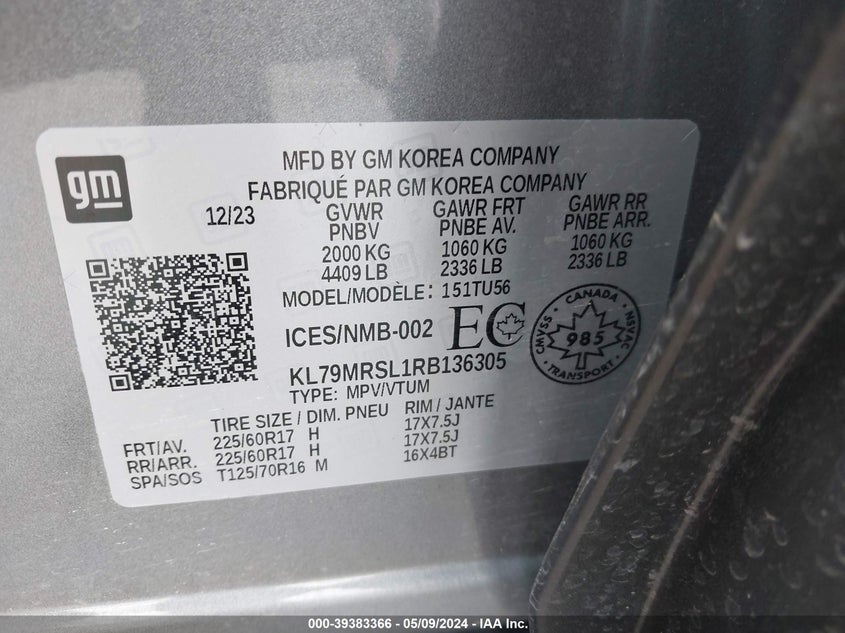 gm
MFD BY GM KOREA COMPANY
FABRIQUÉ PAR GM KOREA COMPANY
12/23 GVWR GAWR FRT GAWR RR
PNBV PNBE AV. PNBE ARR.
2000 KG 1060 KG 1060 KG
4409 LB 2336 LB 2336 LB
MODEL/MODÈLE: 151TU56
ICES/NMB-002 EC
CANADA
CMVSS 985 NSVAC
TRANSPORT
KL79MRSL1RB136305
TYPE: MPV/VTUM
TIRE SIZE / DIM. PNEU RIM / JANTE
FRT/AV. 225/60R17 H 17X7.5J
RR/ARR. 225/60R17 H 17X7.5J
SPA/SOS T125/70R16 M 16X4BT
000-39383366 - 05/09/2024 - IAA Inc.